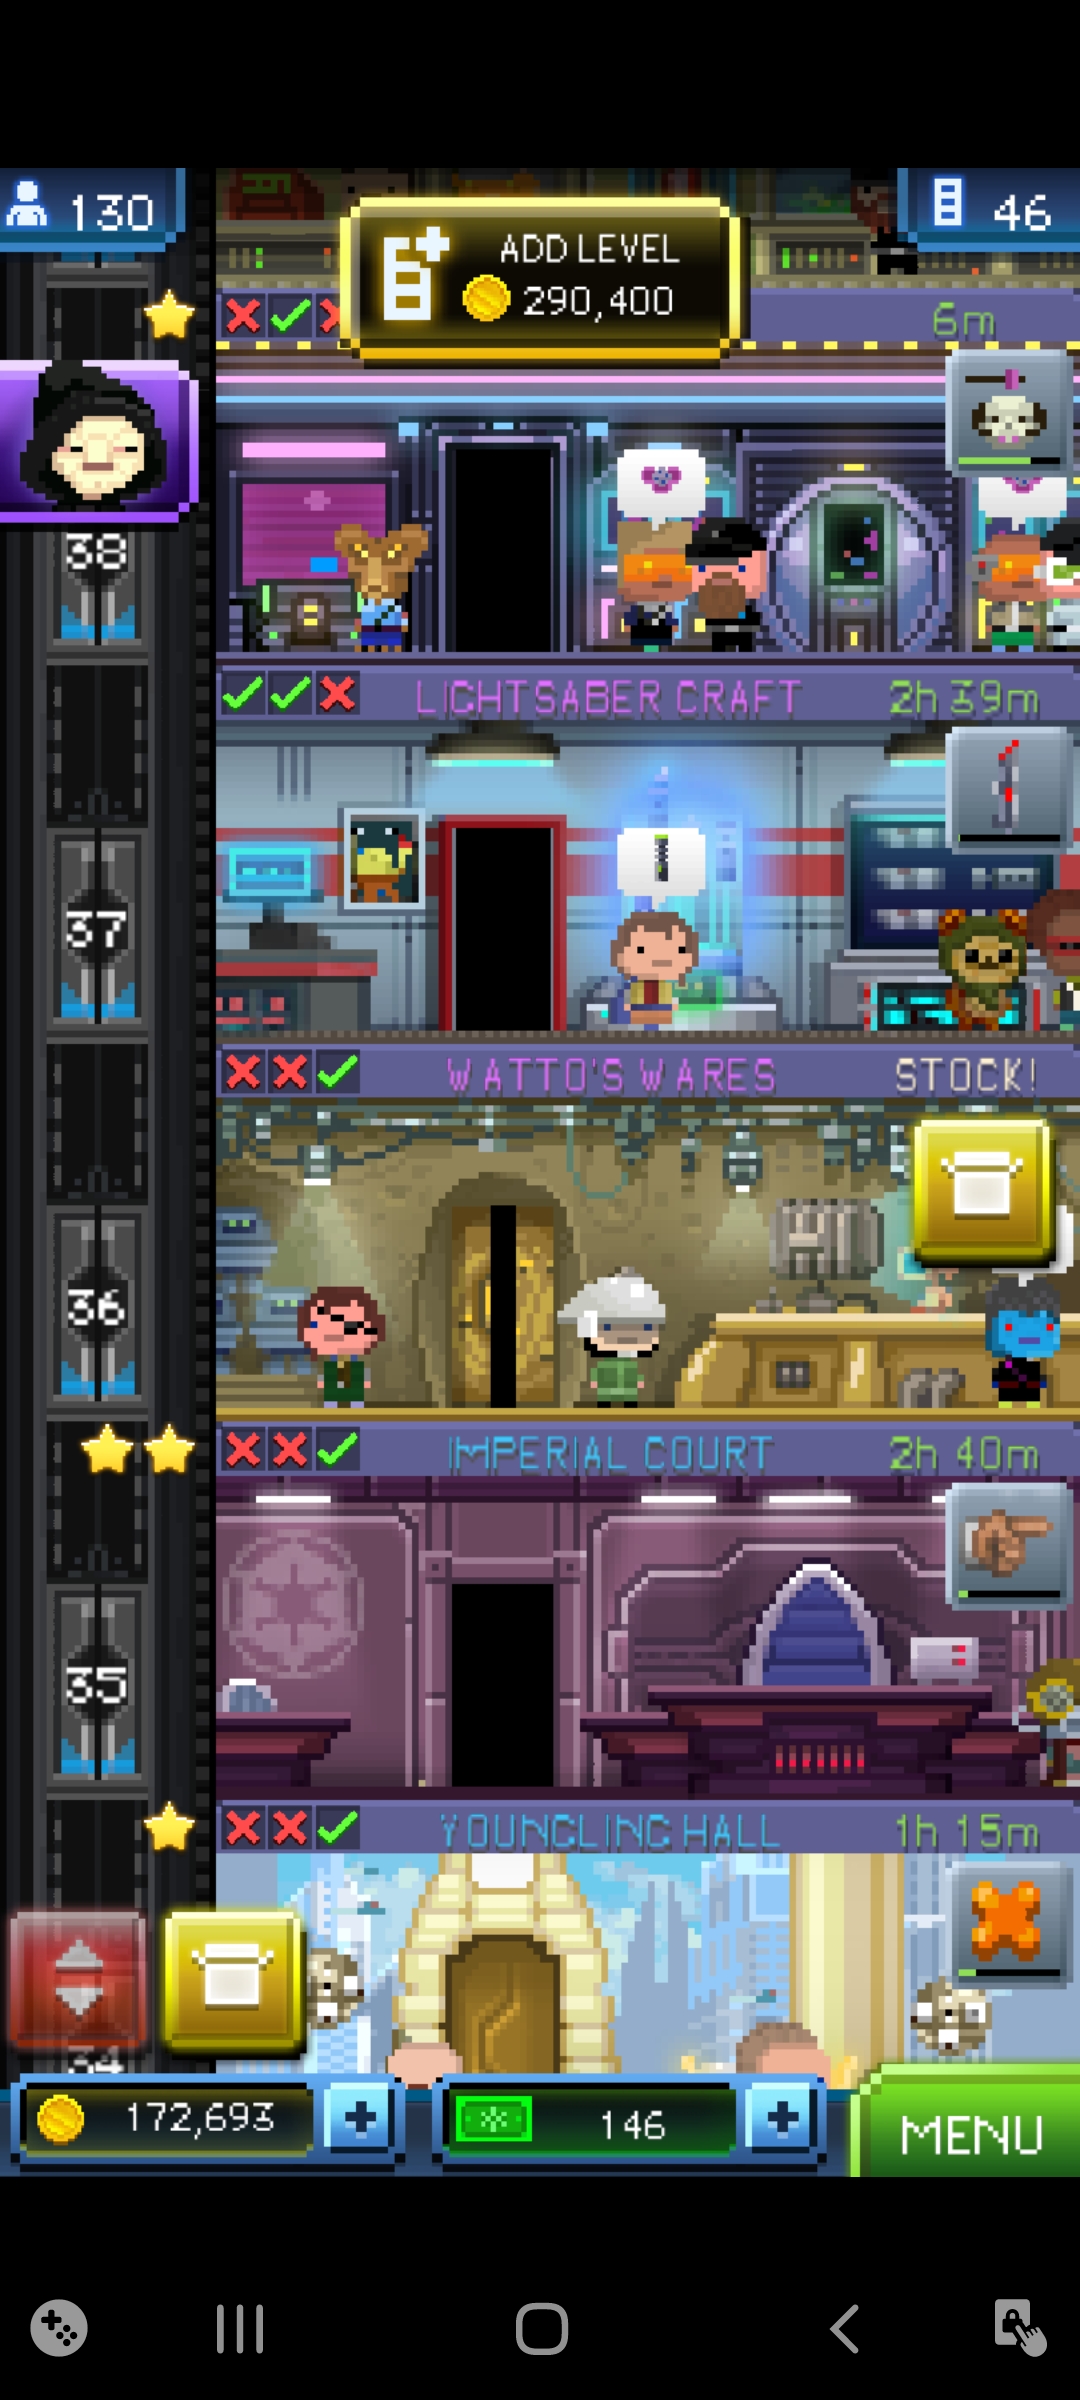 130
ADD LEVEL
290,400
46
6m
38
LIGHTSABER CRAFT
2h 39m
37
WATTO'S WARES
STOCK!
36
IMPERIAL COURT
2h 40m
35
YOUNGLING HALL
1h 15m
34
172,693
146
MENU